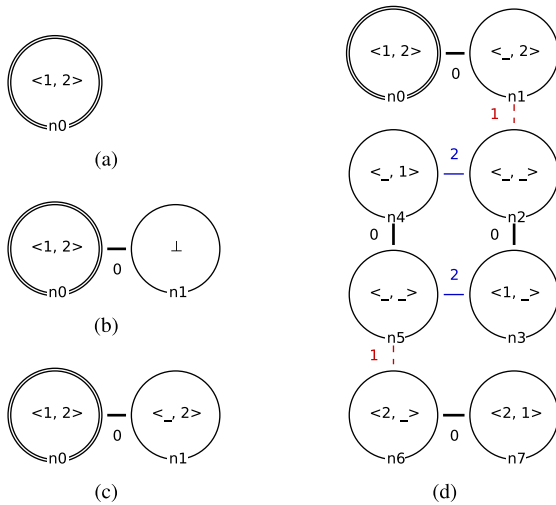 <1, 2>
n0
(a)
<1, 2>
0
⊥
n0
n1
(b)
<1, 2>
0
<_, 2>
n0
n1
(c)
<1, 2>
0
<_, 2>
n0
n1
1
<_, 1>
2
<_, _>
n4
n2
0
0
<_, _>
2
<1, _>
n5
n3
1
<2, _>
0
<2, 1>
n6
n7
(d)